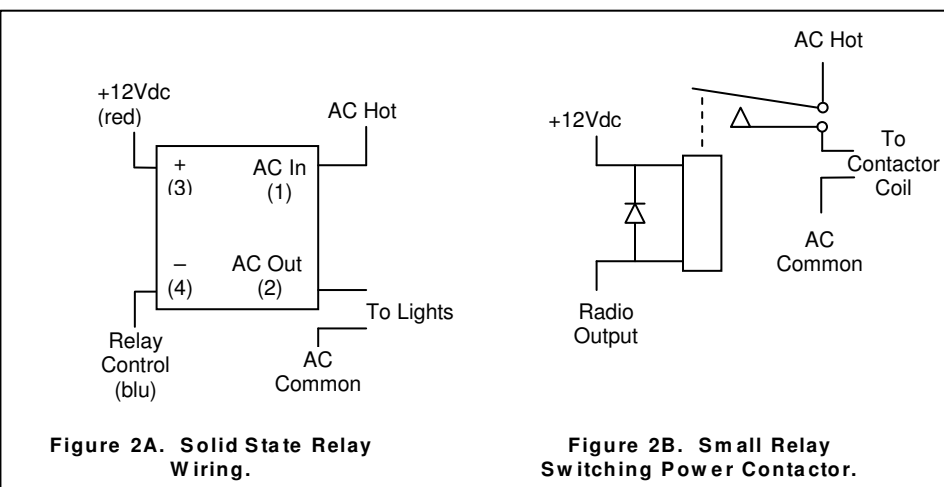 +12Vdc
(red)
AC Hot
+
(3)
AC In
(1)
–
(4)
AC Out
(2)
To Lights
Relay
Control
(blu)
AC
Common
Figure 2A. Solid State Relay
Wiring.
AC Hot
+12Vdc
To
Contactor
Coil
AC
Common
Radio
Output
Figure 2B. Small Relay
Switching Power Contactor.